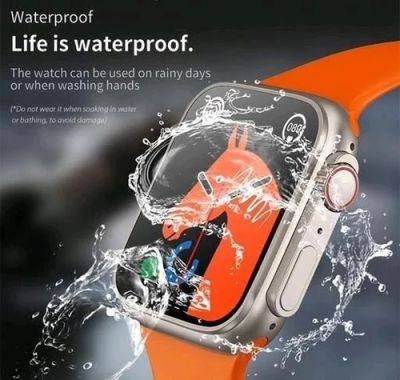 Waterproof
Life is waterproof.
The watch can be used on rainy days
or when washing hands
(*Do not wear it when soaking in water
or bathing, to avoid damage)
080